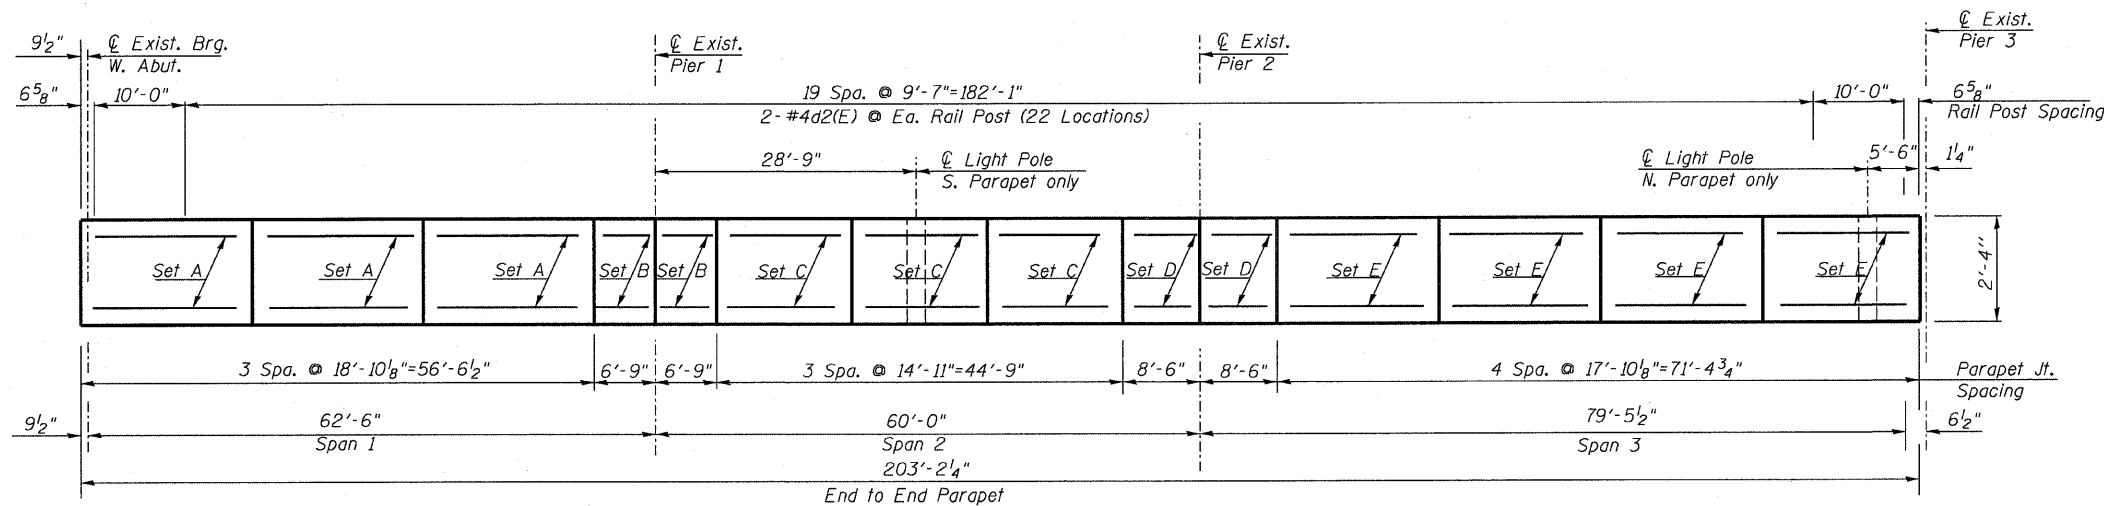 9½"
℄ Exist. Brg.
W. Abut.
℄ Exist.
Pier 1
℄ Exist.
Pier 2
℄ Exist.
Pier 3
6⅝"
10'-0"
19 Spa. @ 9'-7"=182'-1"
2-#4d2(E) @ Ea. Rail Post (22 Locations)
10'-0"
6⅝"
Rail Post Spacing
28'-9"
℄ Light Pole
S. Parapet only
℄ Light Pole
N. Parapet only
5'-6"
1¼"
Set A
Set A
Set A
Set B
Set B
Set C
Set C
Set C
Set D
Set D
Set E
Set E
Set E
Set E
2'-4"
3 Spa. @ 18'-10⅛"=56'-6½"
6'-9"
6'-9"
3 Spa. @ 14'-11"=44'-9"
8'-6"
8'-6"
4 Spa. @ 17'-10⅛"=71'-4¾"
Parapet Jt.
Spacing
9½"
62'-6"
Span 1
60'-0"
Span 2
79'-5½"
Span 3
6½"
203'-2¼"
End to End Parapet